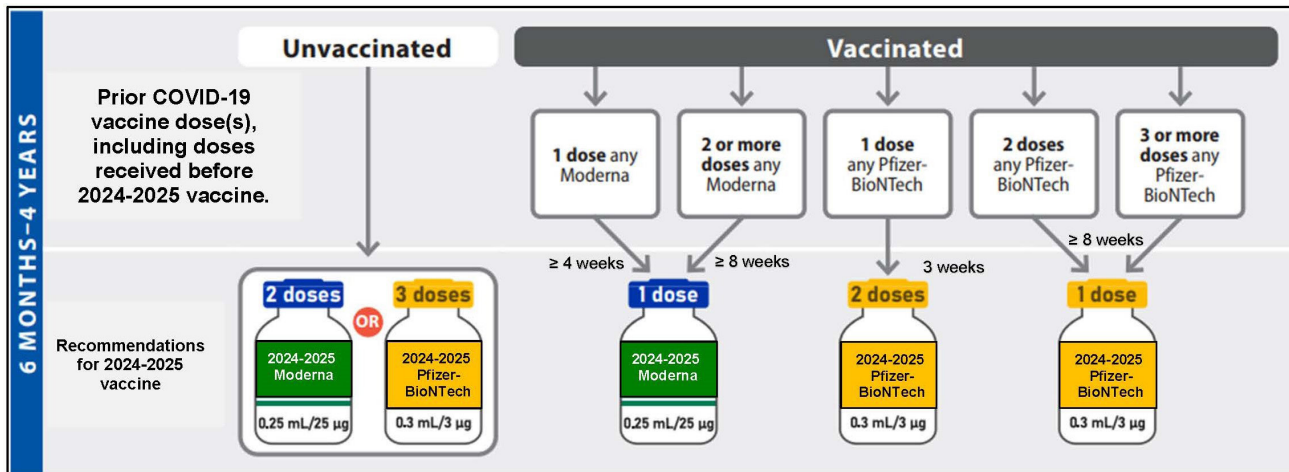 6 MONTHS–4 YEARS
Unvaccinated
Vaccinated
Prior COVID-19
vaccine dose(s),
including doses
received before
2024-2025 vaccine.
1 dose any
Moderna
2 or more
doses any
Moderna
1 dose
any Pfizer-
BioNTech
2 doses
any Pfizer-
BioNTech
3 or more
doses any
Pfizer-
BioNTech
≥ 4 weeks
≥ 8 weeks
3 weeks
≥ 8 weeks
Recommendations
for 2024-2025
vaccine
2 doses
2024-2025
Moderna
0.25 mL/25 µg
OR
3 doses
2024-2025
Pfizer-
BioNTech
0.3 mL/3 µg
1 dose
2024-2025
Moderna
0.25 mL/25 µg
2 doses
2024-2025
Pfizer-
BioNTech
0.3 mL/3 µg
1 dose
2024-2025
Pfizer-
BioNTech
0.3 mL/3 µg